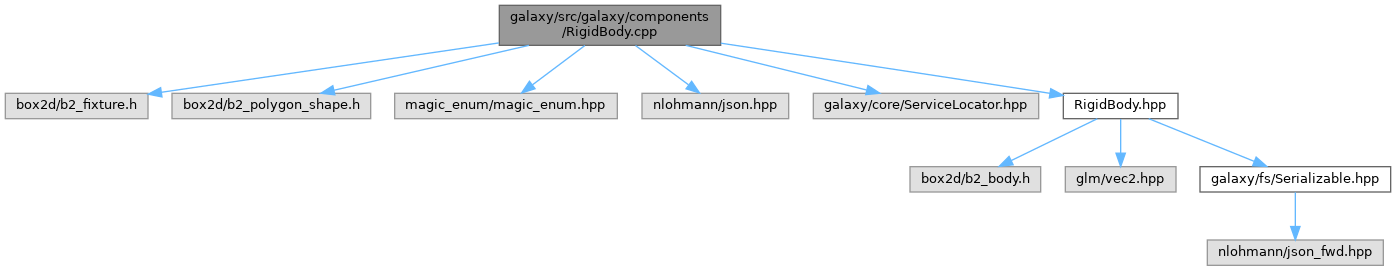 galaxy/src/galaxy/components
/RigidBody.cpp
box2d/b2_fixture.h
box2d/b2_polygon_shape.h
magic_enum/magic_enum.hpp
nlohmann/json.hpp
galaxy/core/ServiceLocator.hpp
RigidBody.hpp
box2d/b2_body.h
glm/vec2.hpp
galaxy/fs/Serializable.hpp
nlohmann/json_fwd.hpp